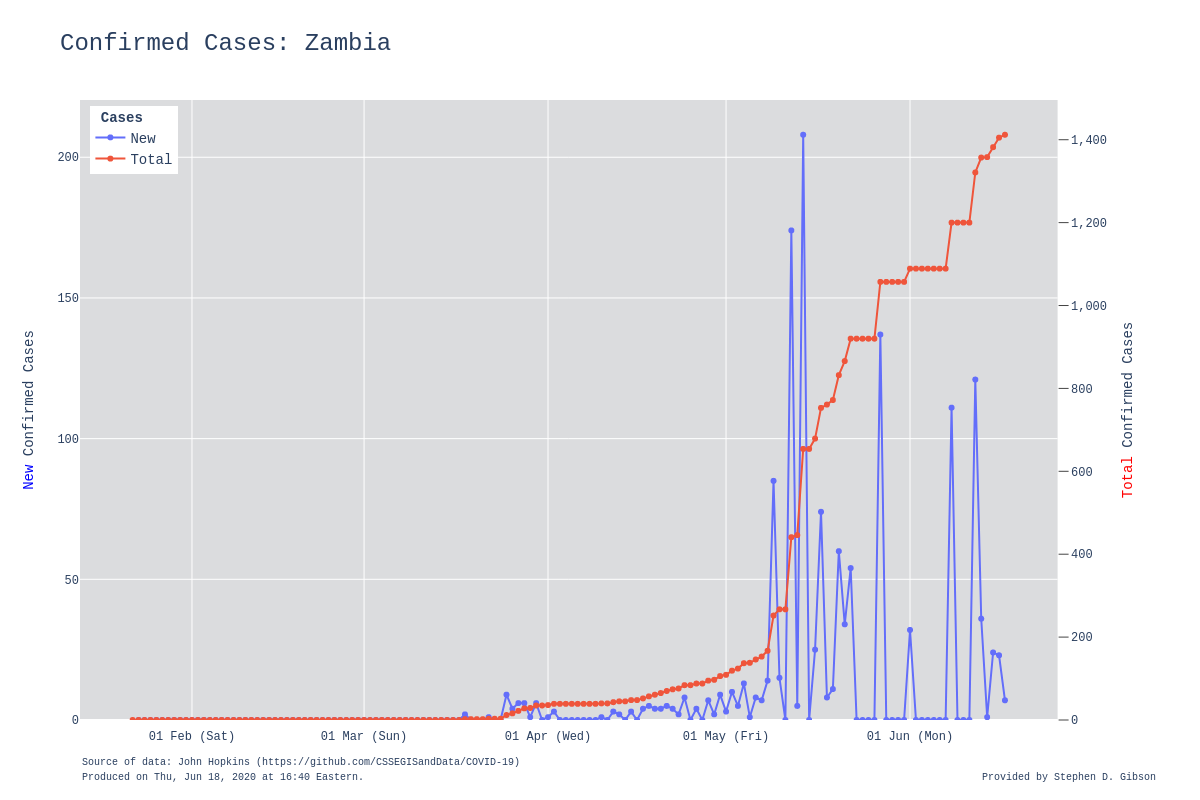 Confirmed Cases: Zambia
Cases
New
Total
200
150
100
50
0
1,400
1,200
1,000
800
600
400
200
0
New Confirmed Cases
Total Confirmed Cases
01 Feb (Sat)
01 Mar (Sun)
01 Apr (Wed)
01 May (Fri)
01 Jun (Mon)
Source of data: John Hopkins (https://github.com/CSSEGISandData/COVID-19)
Produced on Thu, Jun 18, 2020 at 16:40 Eastern.
Provided by Stephen D. Gibson